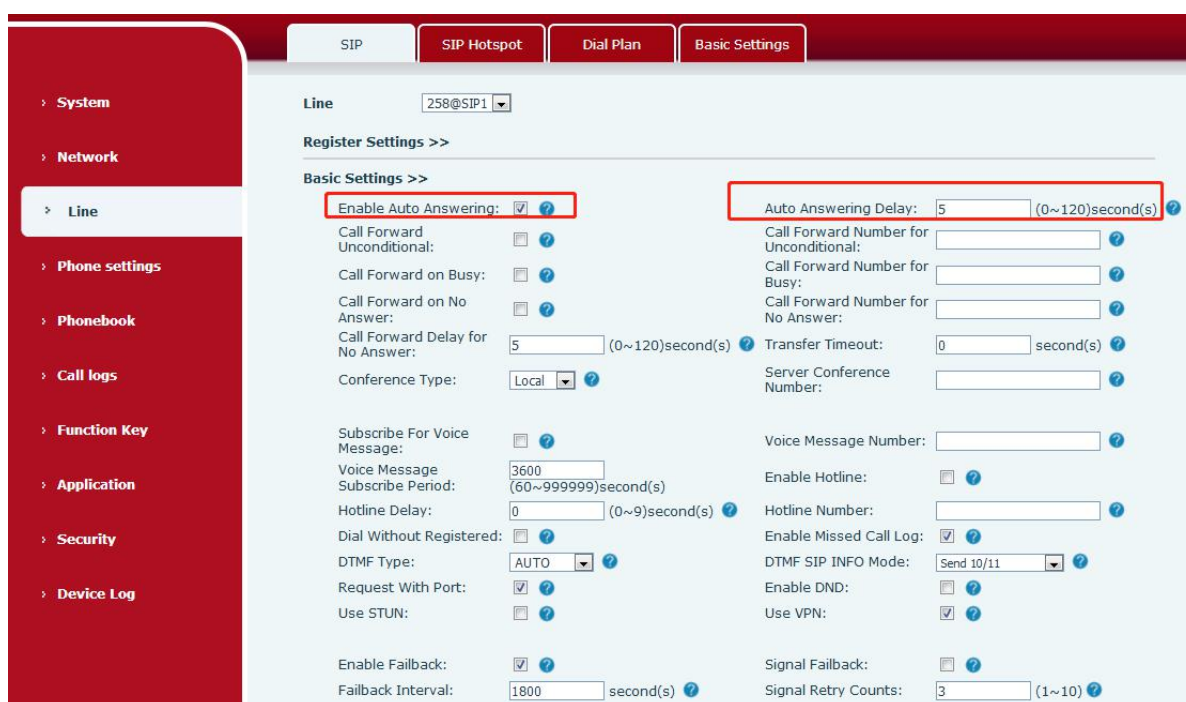 SIP
SIP Hotspot
Dial Plan
Basic Settings
System
Network
Line
Phone settings
Phonebook
Call logs
Function Key
Application
Security
Device Log
Line 258@SIP1
Register Settings >>
Basic Settings >>
Enable Auto Answering: Auto Answering Delay: 5 (0~120)second(s)
Call Forward
Unconditional:
Call Forward Number for
Unconditional:
Call Forward on Busy:
Call Forward Number for
Busy:
Call Forward on No
Answer:
Call Forward Number for
No Answer:
Call Forward Delay for
No Answer:
5 (0~120)second(s)
Transfer Timeout: 0 second(s)
Conference Type: Local
Server Conference
Number:
Subscribe For Voice
Message:
Voice Message Number:
Voice Message
Subscribe Period:
3600
(60~999999)second(s)
Enable Hotline:
Hotline Delay: 0 (0~9)second(s) Hotline Number:
Dial Without Registered: Enable Missed Call Log:
DTMF Type: AUTO DTMF SIP INFO Mode: Send 10/11
Request With Port: Enable DND:
Use STUN: Use VPN:
Enable Failback: Signal Failback:
Failback Interval: 1800 second(s) Signal Retry Counts: 3 (1~10)